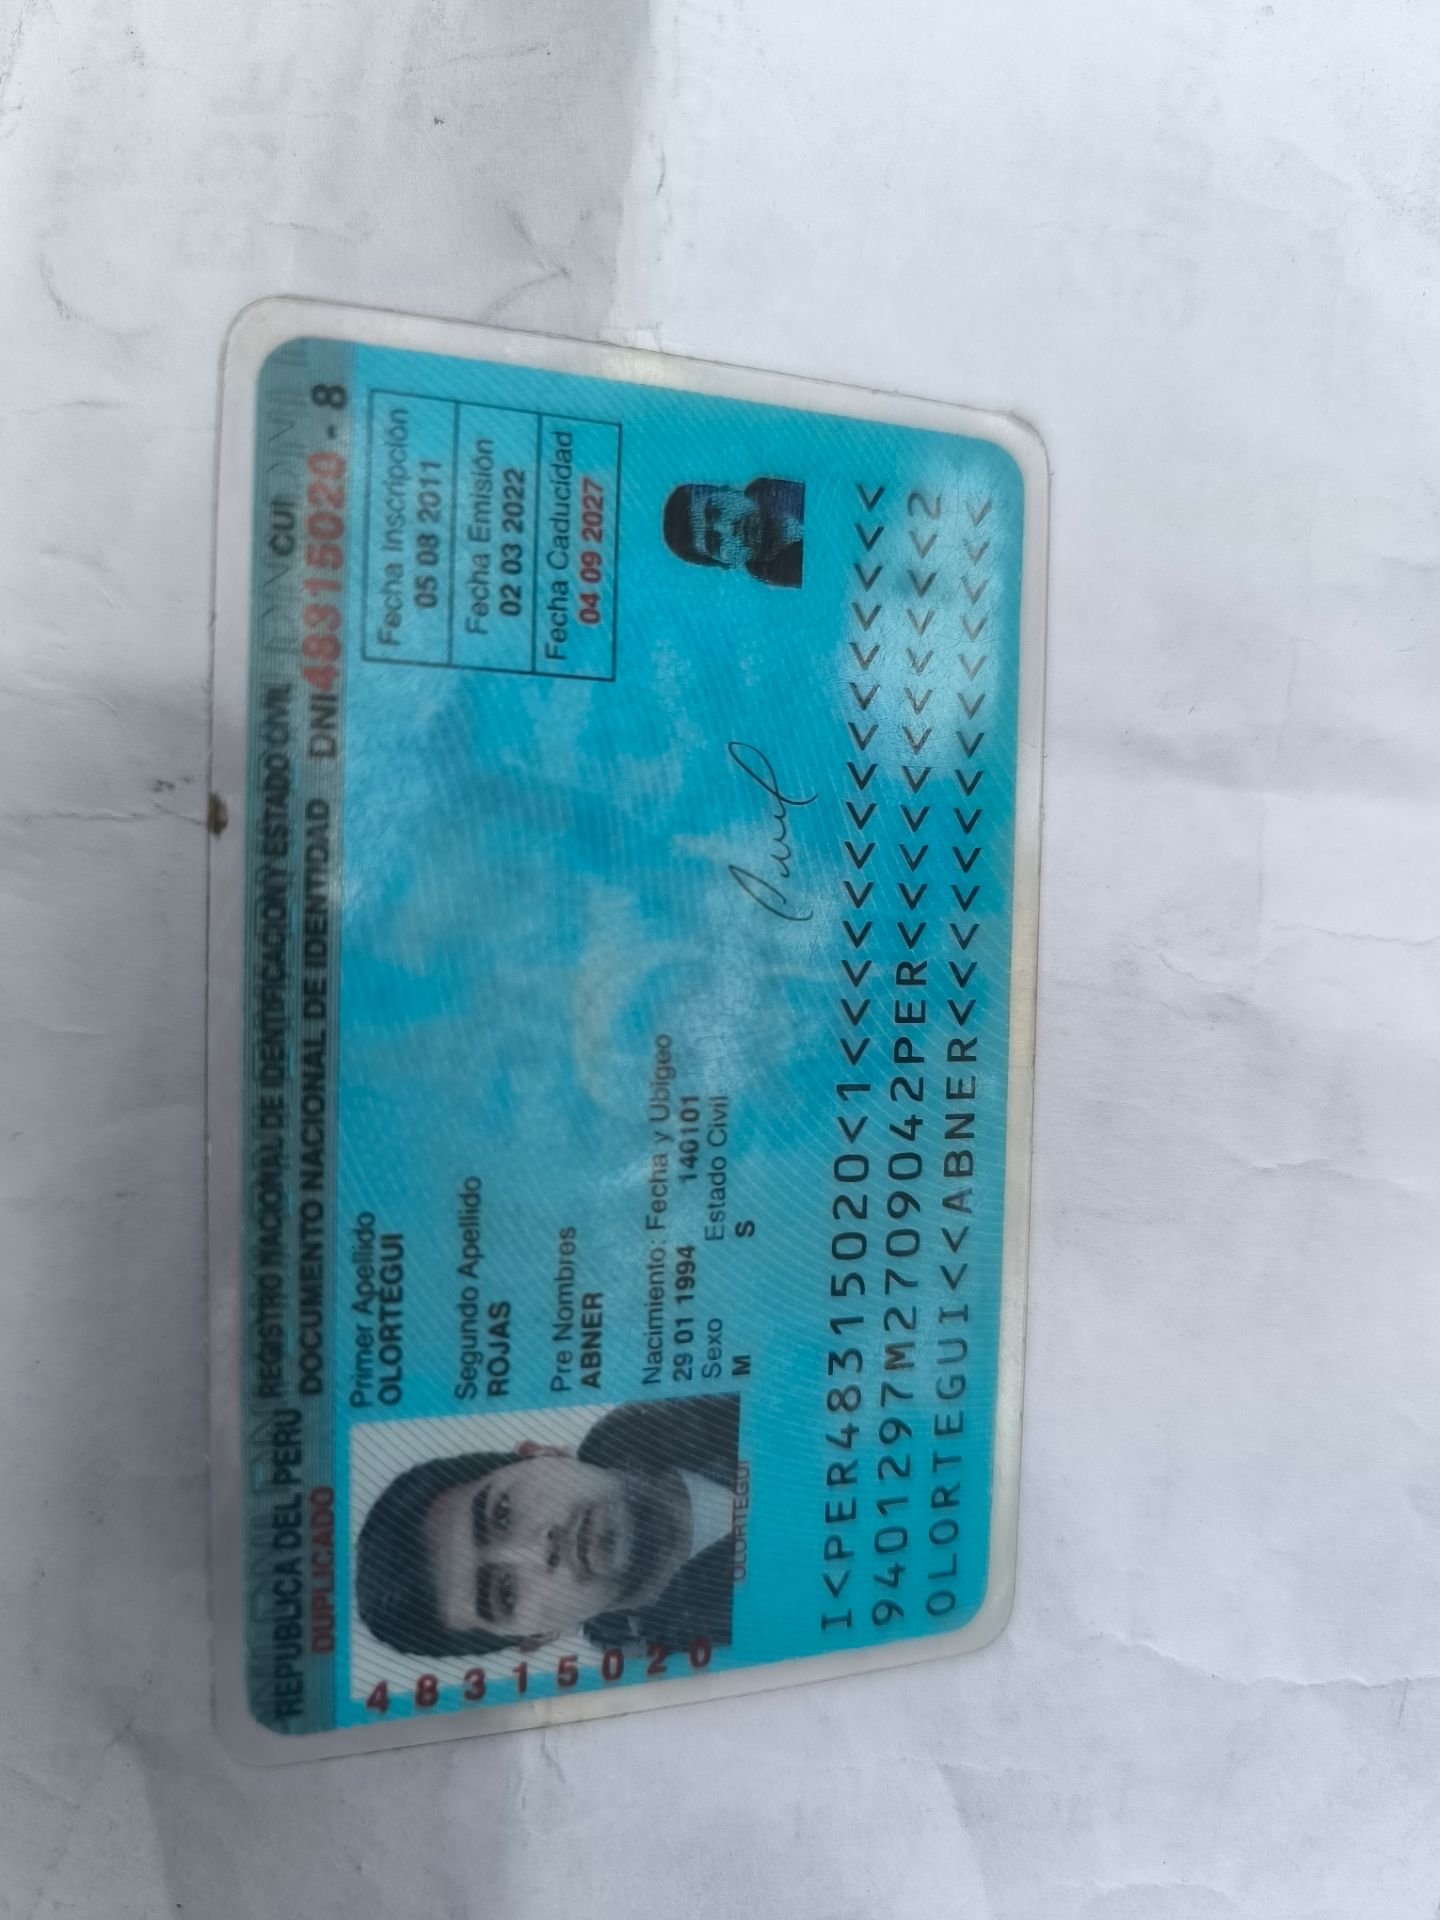 REPUBLICA DEL PERU REGISTRO NACIONAL DE IDENTIFICACION Y ESTADO CIVIL CUI
DUPLICADO DOCUMENTO NACIONAL DE IDENTIDAD DNI 48315020 - 8
Primer Apellido
OLORTEGUI
Segundo Apellido
ROJAS
Pre Nombres
ABNER
Nacimiento: Fecha y Ubigeo
29 01 1994 140101
Sexo Estado Civil
M S
Fecha Inscripción
05 08 2011
Fecha Emisión
02 03 2022
Fecha Caducidad
04 09 2027
48315020
OLORTEGUI
I<PER48315020<1<<<<<<<<<<<<<<<
9401297M2709042PER<<<<<<<<<<<2
OLORTEGUI<<ABNER<<<<<<<<<<<<<<